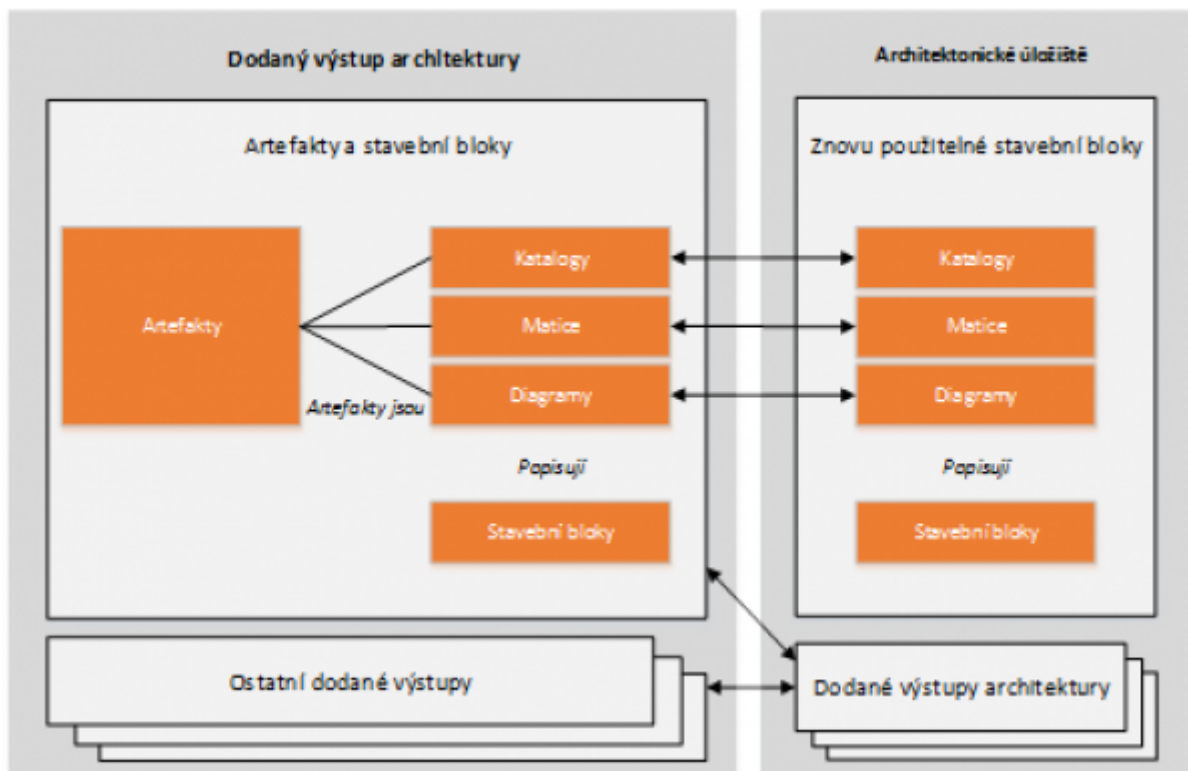 Dodaný výstup architektury
Artefakty a stavební bloky
Artefakty
Katalogy
Matice
Diagramy
Artefakty jsou
Popisují
Stavební bloky
Ostatní dodané výstupy
Architektonické úložiště
Znovu použitelné stavební bloky
Katalogy
Matice
Diagramy
Popisují
Stavební bloky
Dodané výstupy architektury